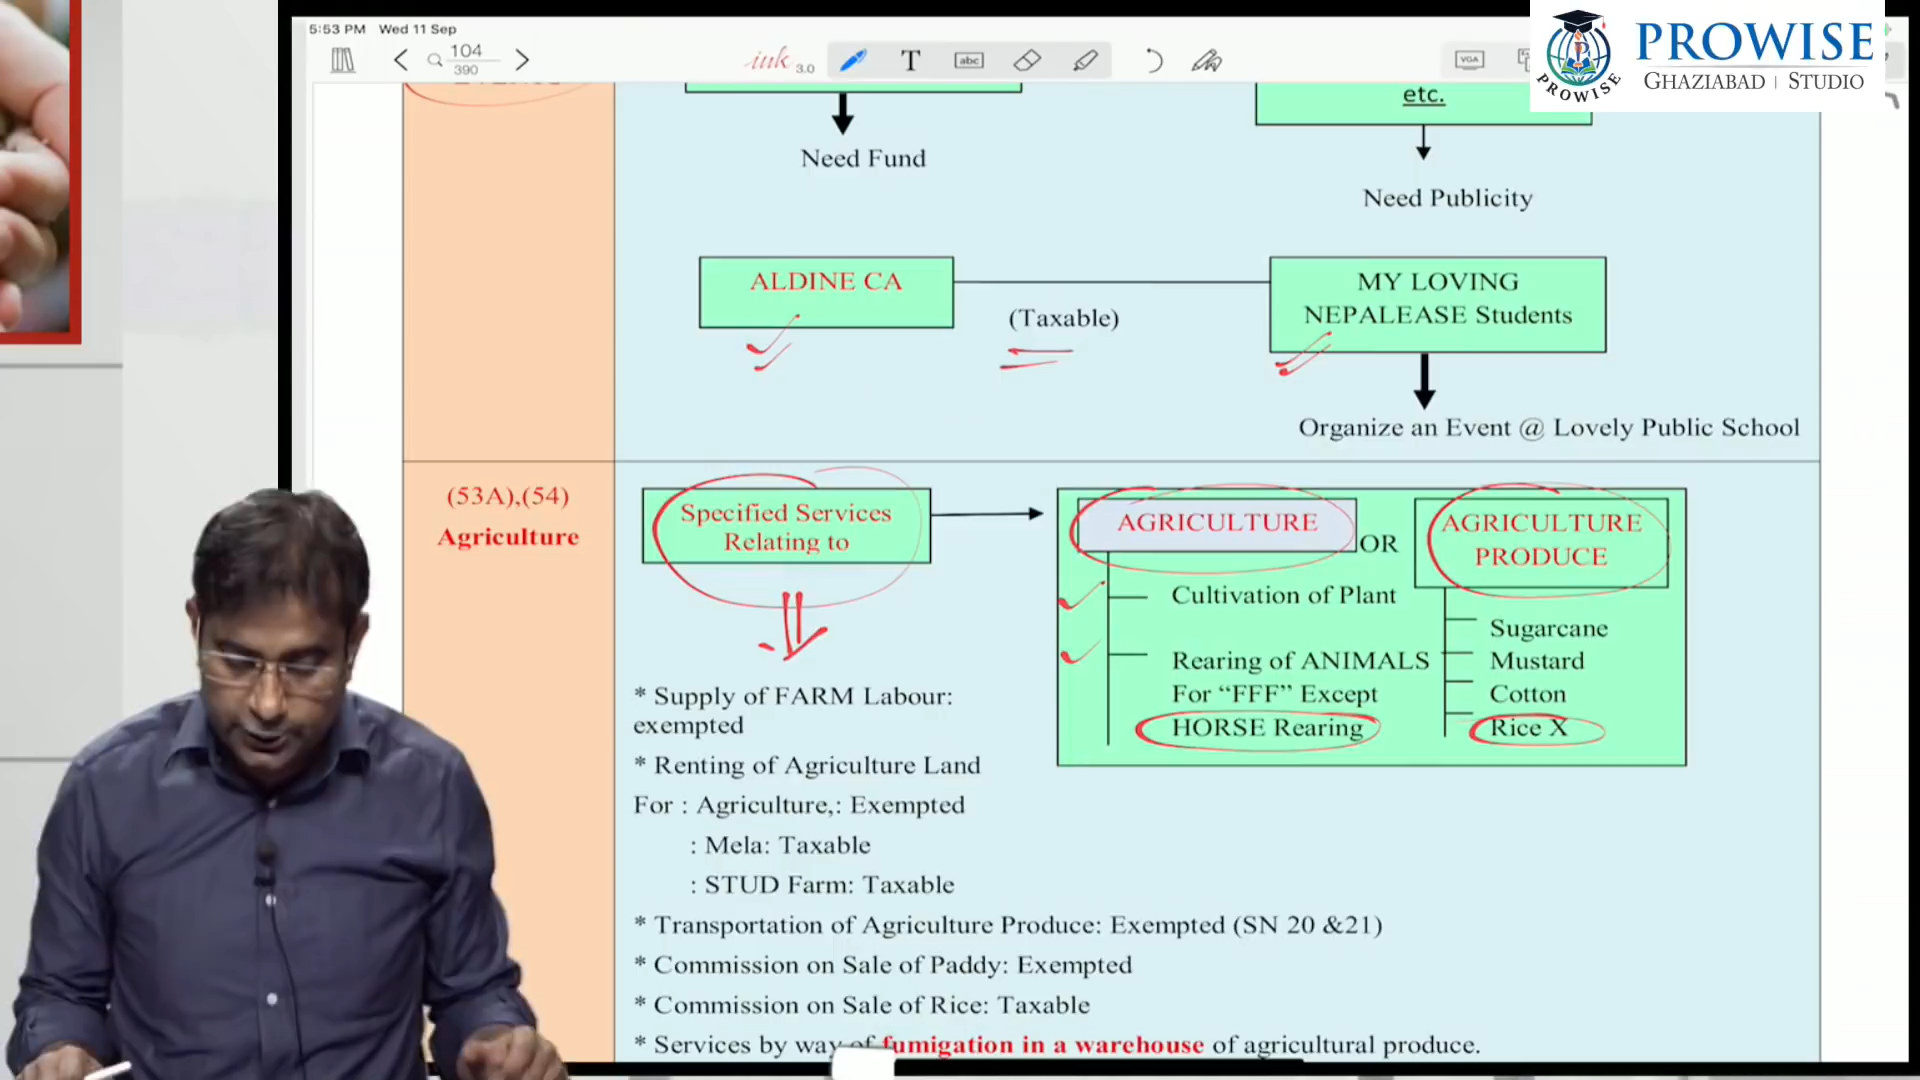 5:53 PM Wed 11 Sep
104
390
ink 3.0
T
abc
VGA
PROWISE
PROWISE
GHAZIABAD | STUDIO
etc.
Need Fund
Need Publicity
ALDINE CA
(Taxable)
MY LOVING
NEPALEASE Students
Organize an Event @ Lovely Public School
(53A),(54)
Agriculture
Specified Services
Relating to
AGRICULTURE
OR
AGRICULTURE
PRODUCE
Cultivation of Plant
Rearing of ANIMALS
For “FFF” Except
HORSE Rearing
Sugarcane
Mustard
Cotton
Rice X
* Supply of FARM Labour:
exempted
* Renting of Agriculture Land
For : Agriculture,: Exempted
: Mela: Taxable
: STUD Farm: Taxable
* Transportation of Agriculture Produce: Exempted (SN 20 &21)
* Commission on Sale of Paddy: Exempted
* Commission on Sale of Rice: Taxable
* Services by way of fumigation in a warehouse of agricultural produce.